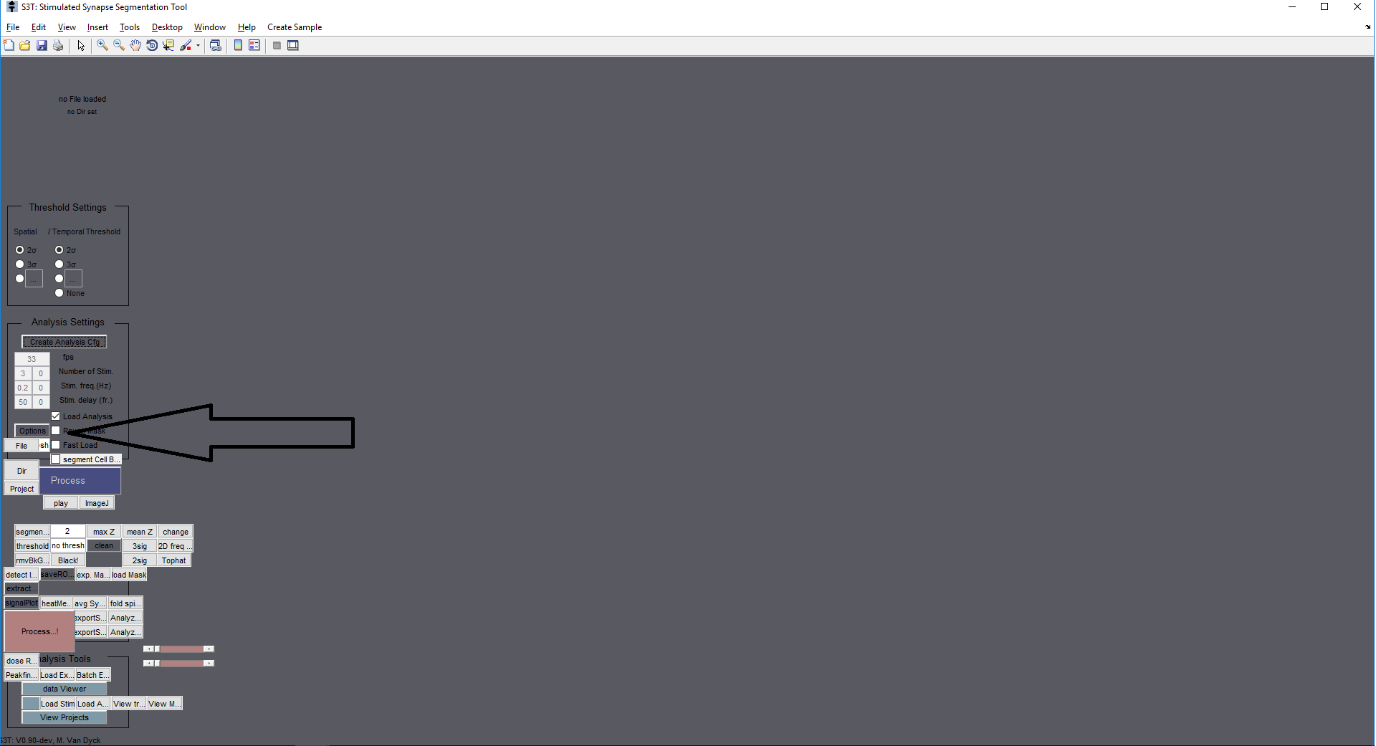 S3T: Stimulated Synapse Segmentation Tool
File Edit View Insert Tools Desktop Window Help Create Sample
no File loaded
no Dir set
Threshold Settings
Spatial / Temporal Threshold
2σ 2σ
3σ 3σ
... ...
None
Analysis Settings
Create Analysis Cfg
33 fps
3 0 Number of Stim.
0.2 0 Stim. freq.(Hz)
50 0 Stim. delay (fr.)
Load Analysis
Options
File sh Fast Load
segment Cell B...
Dir
Process
Project
play ImageJ
segmen... 2 max Z mean Z change
threshold no thresh clean 3sig 2D freq ...
rmvBkG... Black! 2sig Tophat
detect I... saveRO... exp. Ma... load Mask
extract...
signalPlot heatMe... avg Sy... fold spi...
exportS... Analyz...
Process...!
exportS... Analyz...
dose R... alysis Tools
Peakfin... Load Ex... Batch E...
data Viewer
Load Stim Load A... View tr... View M...
View Projects
S3T: V0.90-dev, M. Van Dyck